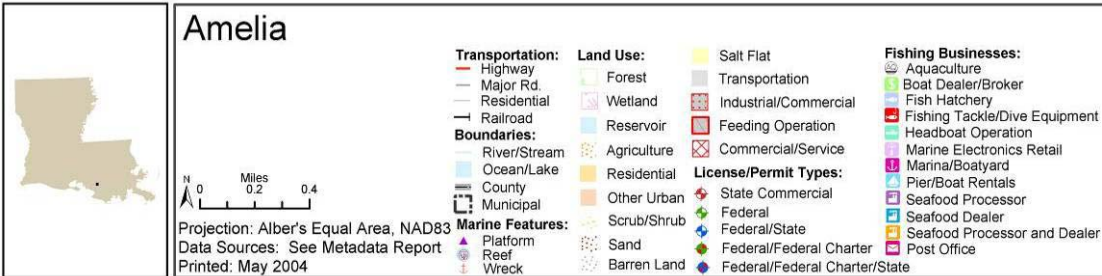 Amelia
N
Miles
0 0.2 0.4
Projection: Alber's Equal Area, NAD83
Data Sources: See Metadata Report
Printed: May 2004
Transportation:
Highway
Major Rd.
Residential
Railroad
Boundaries:
River/Stream
Ocean/Lake
County
Municipal
Marine Features:
Platform
Reef
Wreck
Land Use:
Forest
Wetland
Reservoir
Agriculture
Residential
Other Urban
Scrub/Shrub
Sand
Barren Land
Salt Flat
Transportation
Industrial/Commercial
Feeding Operation
Commercial/Service
License/Permit Types:
State Commercial
Federal
Federal/State
Federal/Federal Charter
Federal/Federal Charter/State
Fishing Businesses:
Aquaculture
Boat Dealer/Broker
Fish Hatchery
Fishing Tackle/Dive Equipment
Headboat Operation
Marine Electronics Retail
Marina/Boatyard
Pier/Boat Rentals
Seafood Processor
Seafood Dealer
Seafood Processor and Dealer
Post Office